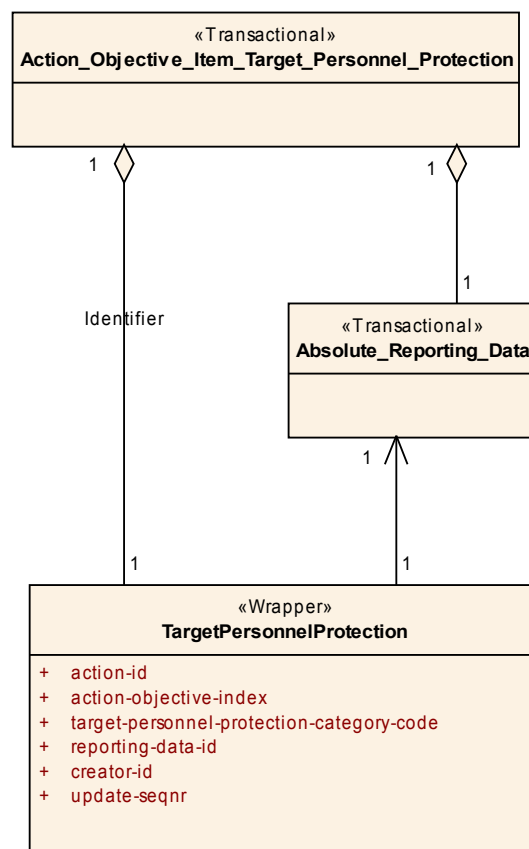 «Transactional»
Action_Objective_Item_Target_Personnel_Protection
1
1
Identifier
1
«Transactional»
Absolute_Reporting_Data
1
1
1
«Wrapper»
TargetPersonnelProtection
+ action-id
+ action-objective-index
+ target-personnel-protection-category-code
+ reporting-data-id
+ creator-id
+ update-seqnr